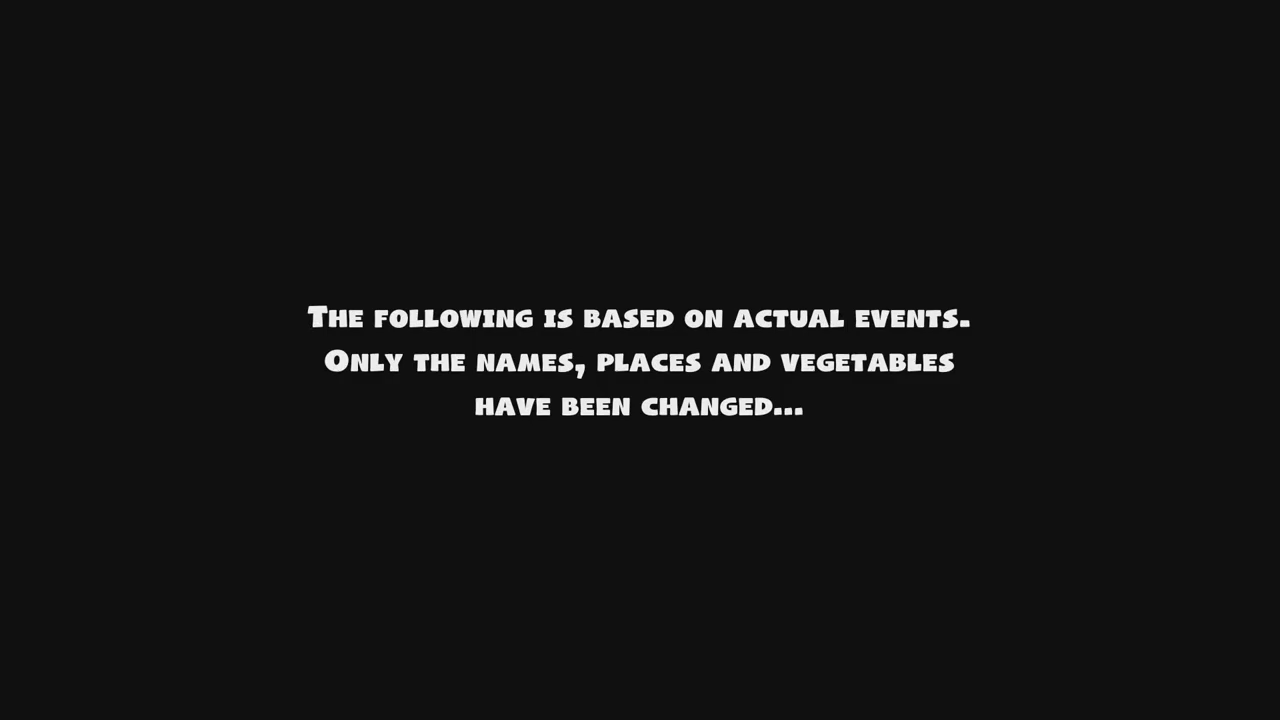 The following is based on actual events.
Only the names, places and vegetables
have been changed...